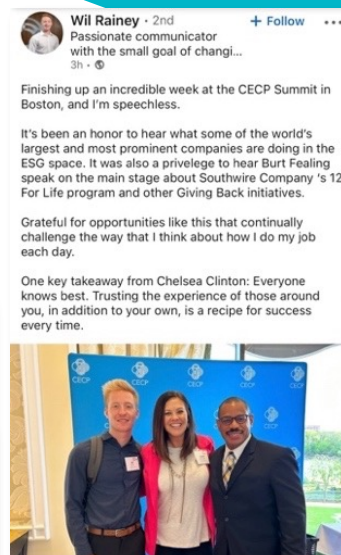 Wil Rainey · 2nd
+ Follow
Passionate communicator
with the small goal of changi...
3h ·
Finishing up an incredible week at the CECP Summit in
Boston, and I'm speechless.
It's been an honor to hear what some of the world's
largest and most prominent companies are doing in the
ESG space. It was also a privelege to hear Burt Fealing
speak on the main stage about Southwire Company 's 12
For Life program and other Giving Back initiatives.
Grateful for opportunities like this that continually
challenge the way that I think about how I do my job
each day.
One key takeaway from Chelsea Clinton: Everyone
knows best. Trusting the experience of those around
you, in addition to your own, is a recipe for success
every time.
CECP CECP CECP CECP